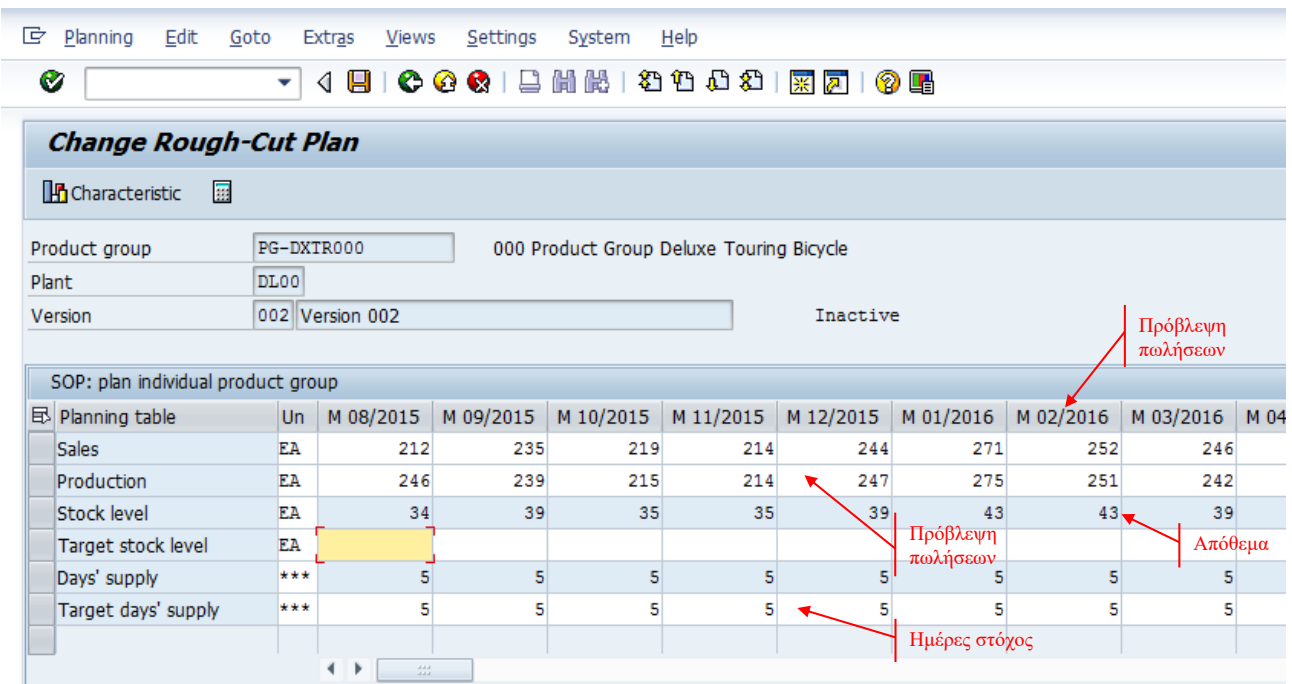 Planning Edit Goto Extras Views Settings System Help
Change Rough-Cut Plan
Characteristic
Product group PG-DXTR000 000 Product Group Deluxe Touring Bicycle
Plant DL00
Version 002 Version 002 Inactive
Πρόβλεψη
πωλήσεων
SOP: plan individual product group
Planning table Un M 08/2015 M 09/2015 M 10/2015 M 11/2015 M 12/2015 M 01/2016 M 02/2016 M 03/2016 M 04
Sales EA 212 235 219 214 244 271 252 246
Production EA 246 239 215 214 247 275 251 242
Stock level EA 34 39 35 35 39 43 43 39
Πρόβλεψη
πωλήσεων
Απόθεμα
Target stock level EA
Days' supply *** 5 5 5 5 5 5 5 5
Target days' supply *** 5 5 5 5 5 5 5 5
Ημέρες στόχος